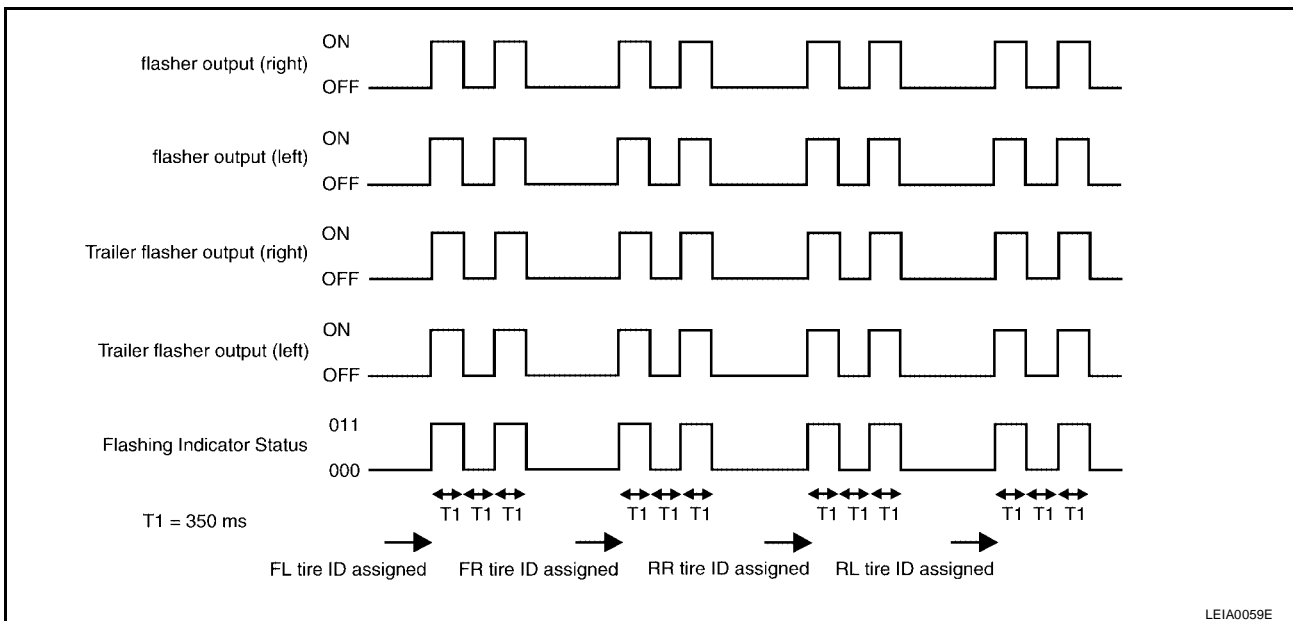 ON
flasher output (right)
OFF
ON
flasher output (left)
OFF
ON
Trailer flasher output (right)
OFF
ON
Trailer flasher output (left)
OFF
011
Flashing Indicator Status
000
T1 T1 T1 T1 T1 T1 T1 T1 T1 T1 T1 T1
T1 = 350 ms
FL tire ID assigned FR tire ID assigned RR tire ID assigned RL tire ID assigned
LEIA0059E